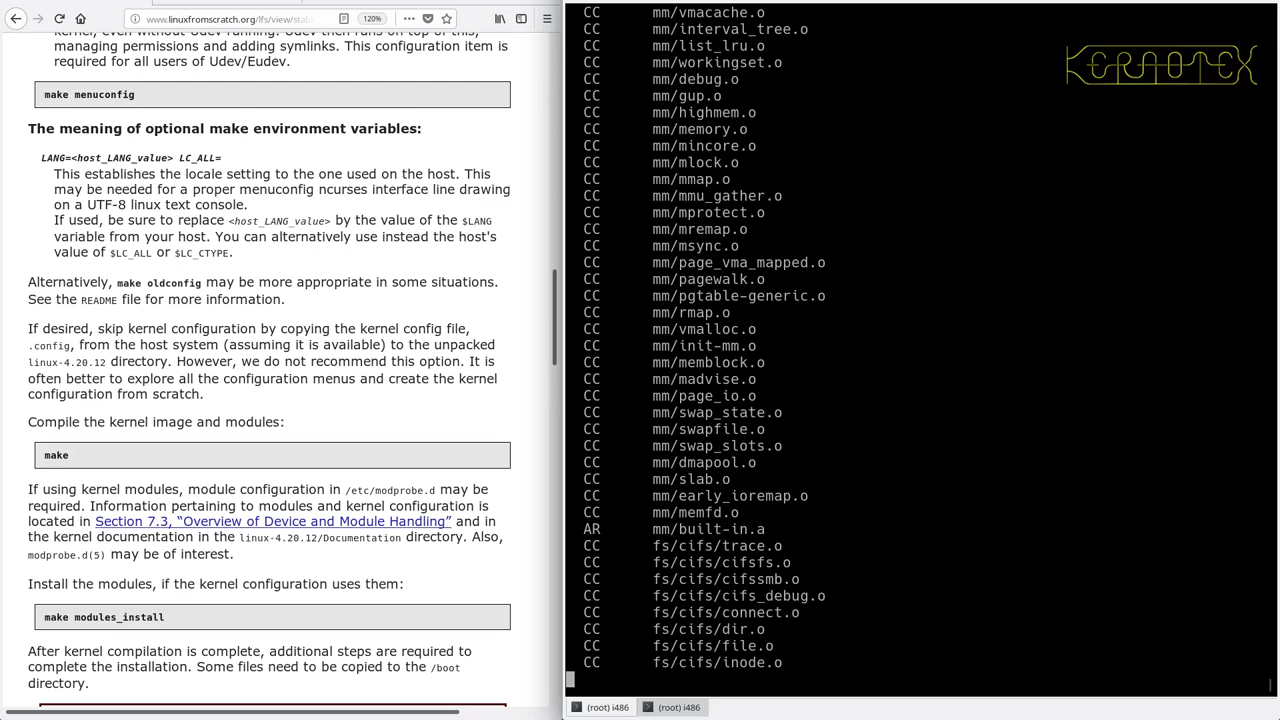 www.linuxfromscratch.org/lfs/view/stab
120%
kernel, even without Udev running. Udev then runs on top of this,
managing permissions and adding symlinks. This configuration item is
required for all users of Udev/Eudev.
make menuconfig
The meaning of optional make environment variables:
LANG=<host_LANG_value> LC_ALL=
This establishes the locale setting to the one used on the host. This
may be needed for a proper menuconfig ncurses interface line drawing
on a UTF-8 linux text console.
If used, be sure to replace <host_LANG_value> by the value of the $LANG
variable from your host. You can alternatively use instead the host's
value of $LC_ALL or $LC_CTYPE.
Alternatively, make oldconfig may be more appropriate in some situations.
See the README file for more information.
If desired, skip kernel configuration by copying the kernel config file,
.config, from the host system (assuming it is available) to the unpacked
linux-4.20.12 directory. However, we do not recommend this option. It is
often better to explore all the configuration menus and create the kernel
configuration from scratch.
Compile the kernel image and modules:
make
If using kernel modules, module configuration in /etc/modprobe.d may be
required. Information pertaining to modules and kernel configuration is
located in Section 7.3, “Overview of Device and Module Handling” and in
the kernel documentation in the linux-4.20.12/Documentation directory. Also,
modprobe.d(5) may be of interest.
Install the modules, if the kernel configuration uses them:
make modules_install
After kernel compilation is complete, additional steps are required to
complete the installation. Some files need to be copied to the /boot
directory.
CC mm/vmacache.o
CC mm/interval_tree.o
CC mm/list_lru.o
CC mm/workingset.o
CC mm/debug.o
CC mm/gup.o
CC mm/highmem.o
CC mm/memory.o
CC mm/mincore.o
CC mm/mlock.o
CC mm/mmap.o
CC mm/mmu_gather.o
CC mm/mprotect.o
CC mm/mremap.o
CC mm/msync.o
CC mm/page_vma_mapped.o
CC mm/pagewalk.o
CC mm/pgtable-generic.o
CC mm/rmap.o
CC mm/vmalloc.o
CC mm/init-mm.o
CC mm/memblock.o
CC mm/madvise.o
CC mm/page_io.o
CC mm/swap_state.o
CC mm/swapfile.o
CC mm/swap_slots.o
CC mm/dmapool.o
CC mm/slab.o
CC mm/early_ioremap.o
CC mm/memfd.o
AR mm/built-in.a
CC fs/cifs/trace.o
CC fs/cifs/cifsfs.o
CC fs/cifs/cifssmb.o
CC fs/cifs/cifs_debug.o
CC fs/cifs/connect.o
CC fs/cifs/dir.o
CC fs/cifs/file.o
CC fs/cifs/inode.o
KERAOTEX
(root) i486
(root) i486